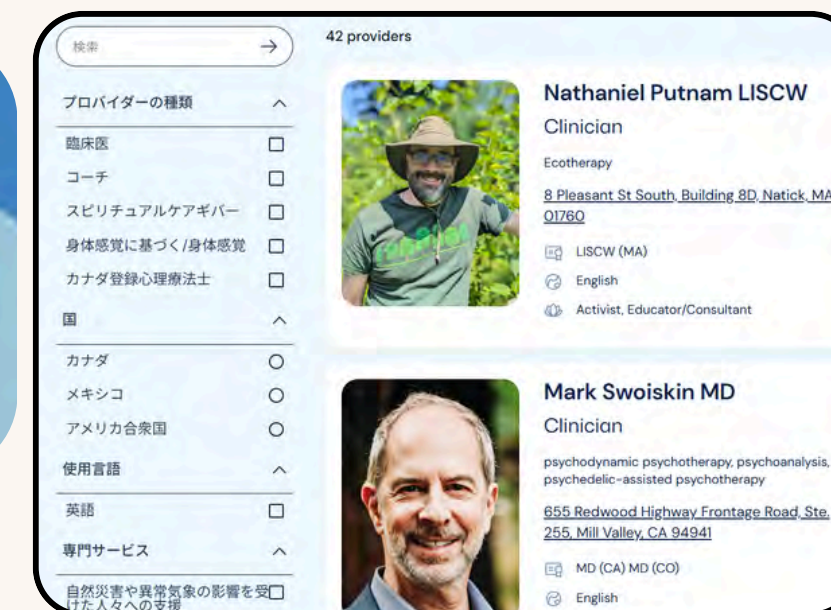 検索
プロバイダーの種類
臨床医
コーチ
スピリチュアルケアギバー
身体感覚に基づく/身体感覚
カナダ登録心理療法士
国
カナダ
メキシコ
アメリカ合衆国
使用言語
英語
専門サービス
自然災害や異常気象の影響を受
けた人々への支援
42 providers
Nathaniel Putnam LISCW
Clinician
Ecotherapy
8 Pleasant St South, Building 8D, Natick, MA
01760
LISCW (MA)
English
Activist, Educator/Consultant
Mark Swoiskin MD
Clinician
psychodynamic psychotherapy, psychoanalysis,
psychedelic-assisted psychotherapy
655 Redwood Highway Frontage Road, Ste.
255, Mill Valley, CA 94941
MD (CA) MD (CO)
English